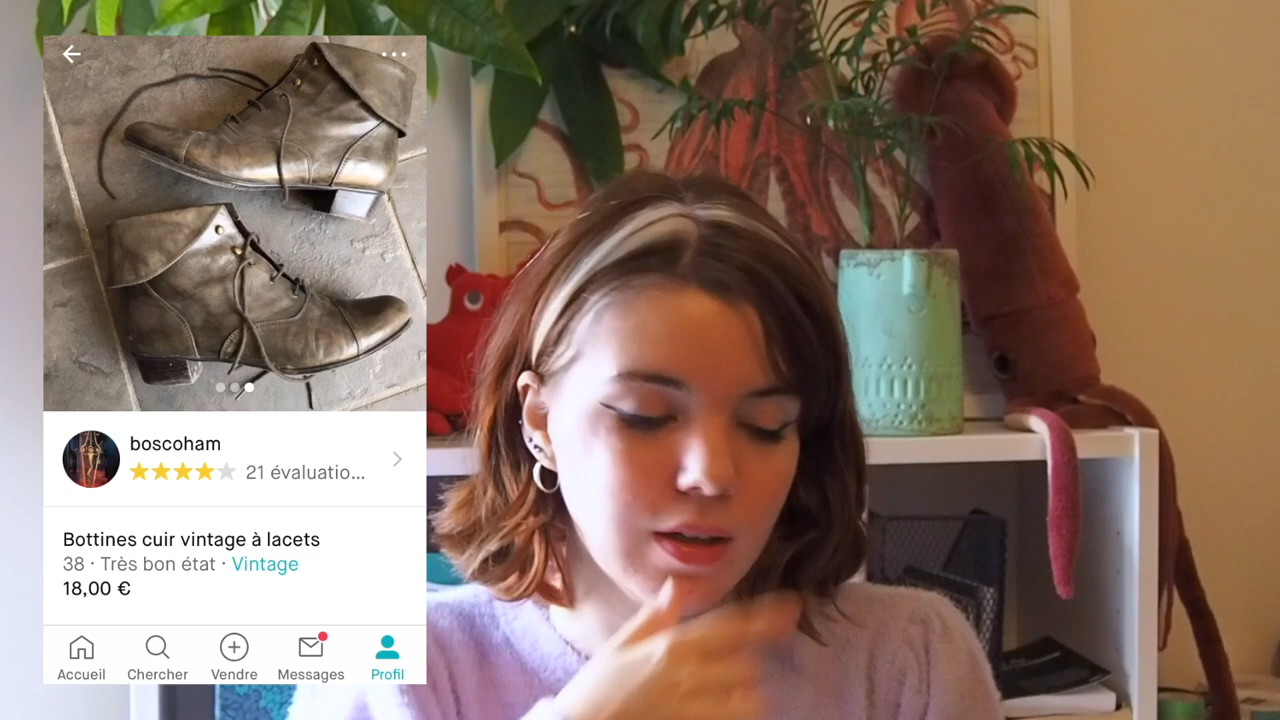 boscoham
21 évaluatio...
Bottines cuir vintage à lacets
38 · Très bon état · Vintage
18,00 €
Accueil
Chercher
Vendre
Messages
Profil